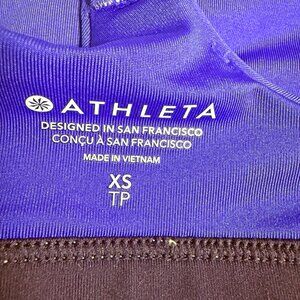 ATHLETA
DESIGNED IN SAN FRANCISCO
CONÇU À SAN FRANCISCO
MADE IN VIETNAM
XS
TP